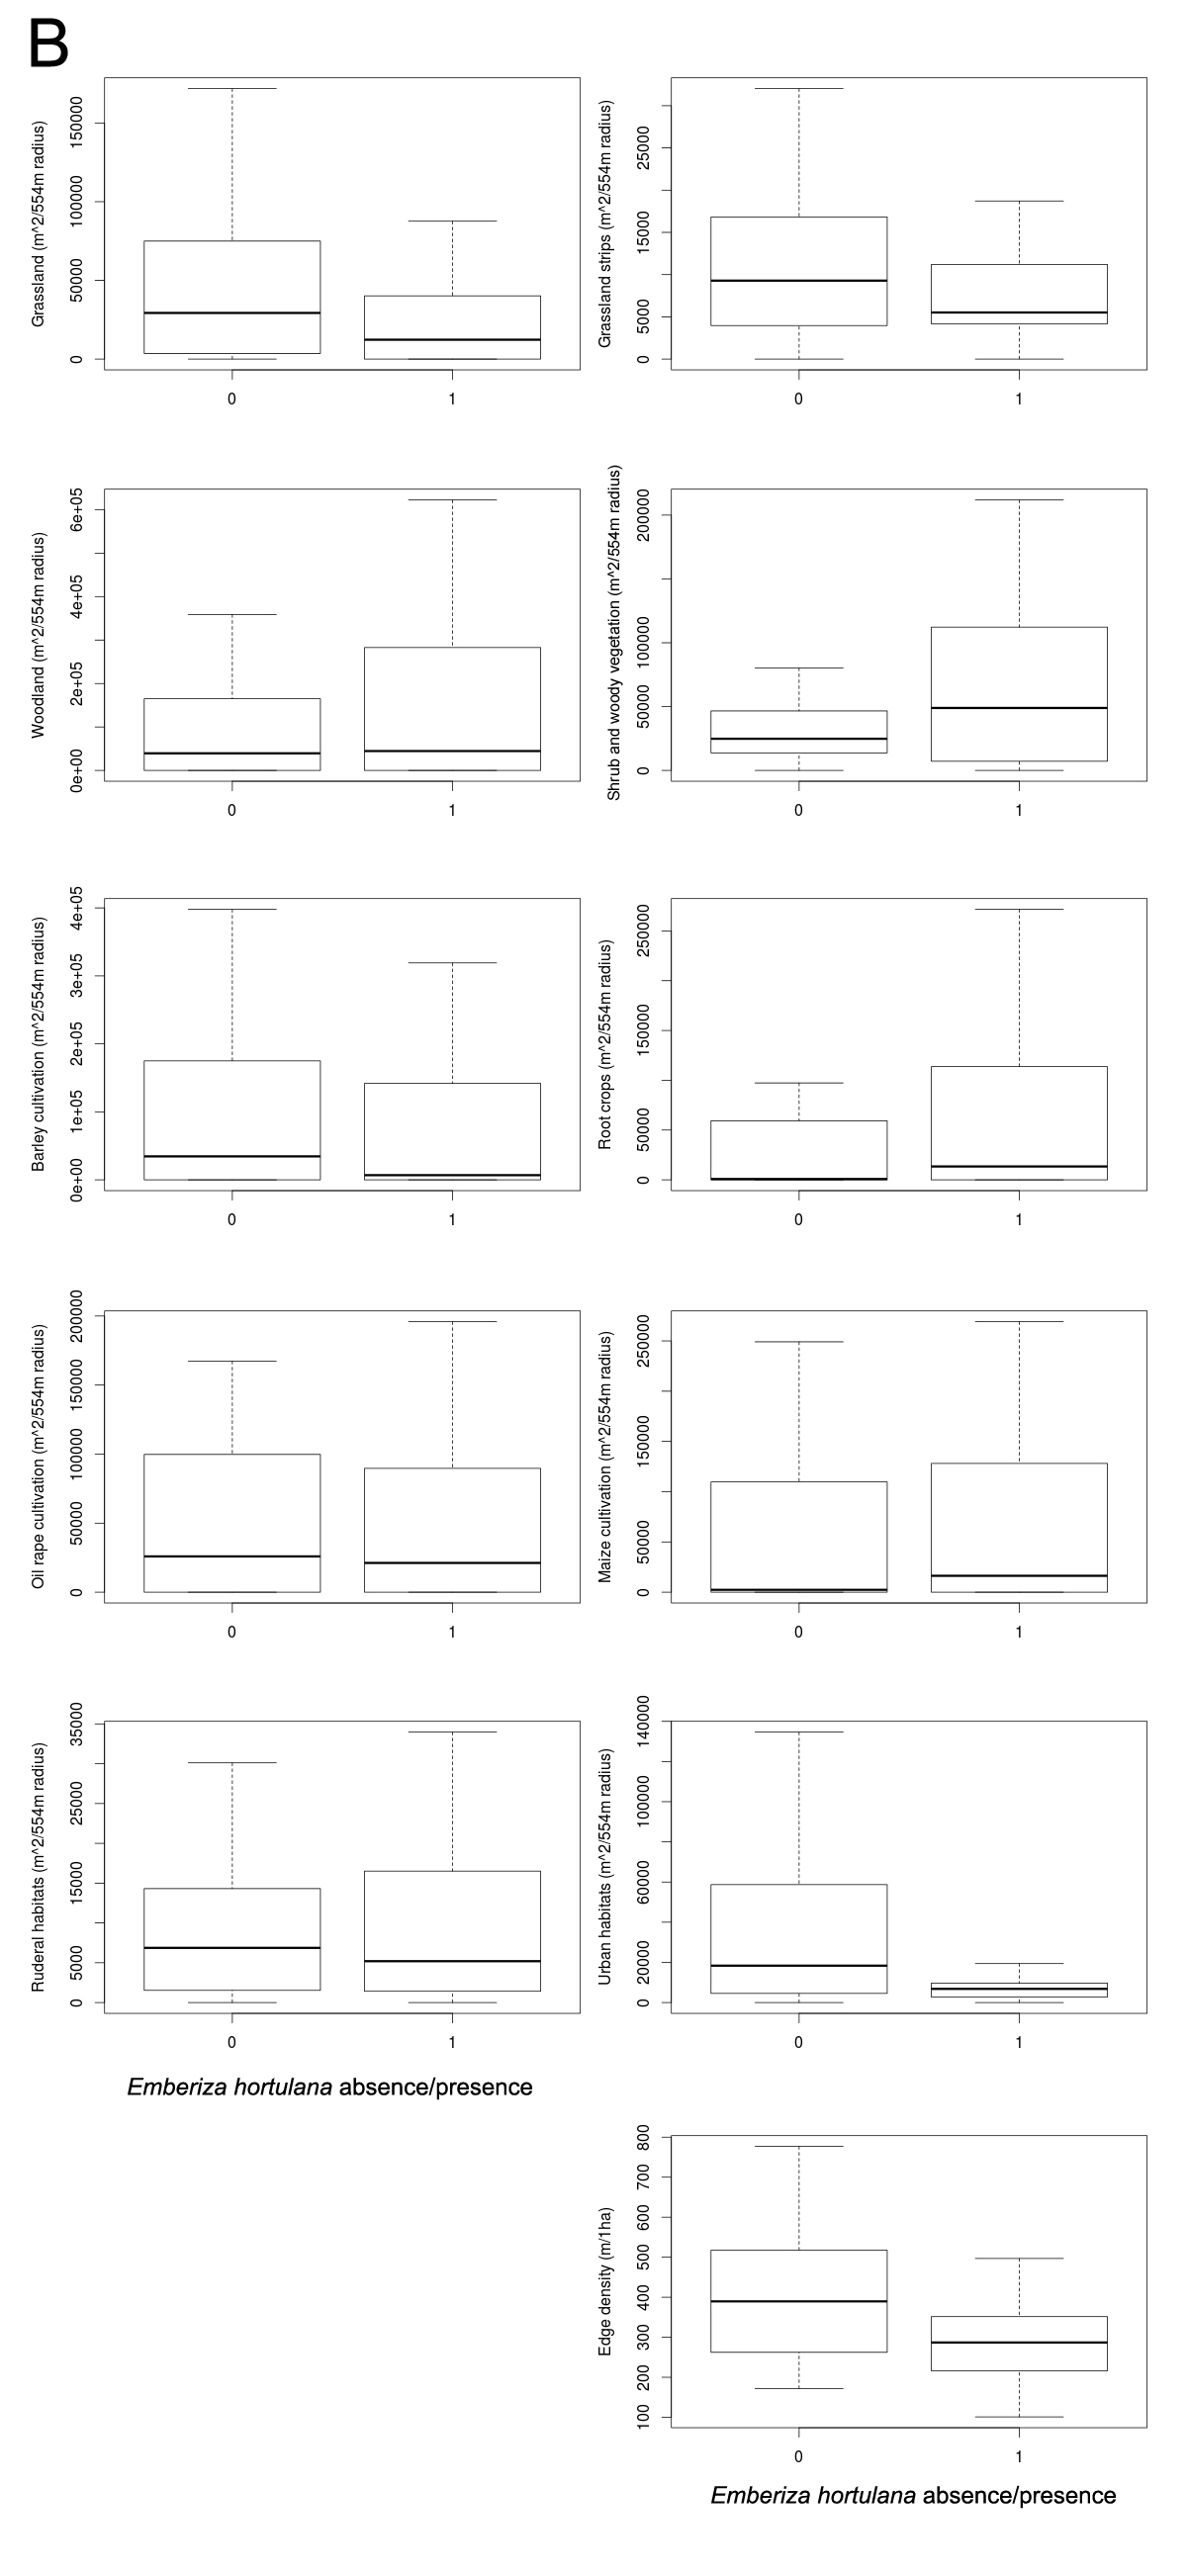 B
Grassland (m^2/554m radius)
0 50000 100000 150000
0 1
Grassland strips (m^2/554m radius)
0 5000 15000 25000
0 1
Woodland (m^2/554m radius)
0e+00 2e+05 4e+05 6e+05
0 1
Shrub and woody vegetation (m^2/554m radius)
0 50000 100000 200000
0 1
Barley cultivation (m^2/554m radius)
0e+00 1e+05 2e+05 3e+05 4e+05
0 1
Root crops (m^2/554m radius)
0 50000 150000 250000
0 1
Oil rape cultivation (m^2/554m radius)
0 50000 100000 150000 200000
0 1
Maize cultivation (m^2/554m radius)
0 50000 150000 250000
0 1
Ruderal habitats (m^2/554m radius)
0 5000 15000 25000 35000
0 1
Emberiza hortulana absence/presence
Urban habitats (m^2/554m radius)
0 20000 60000 100000 140000
0 1
Edge density (m/1ha)
100 200 300 400 500 600 700 800
0 1
Emberiza hortulana absence/presence